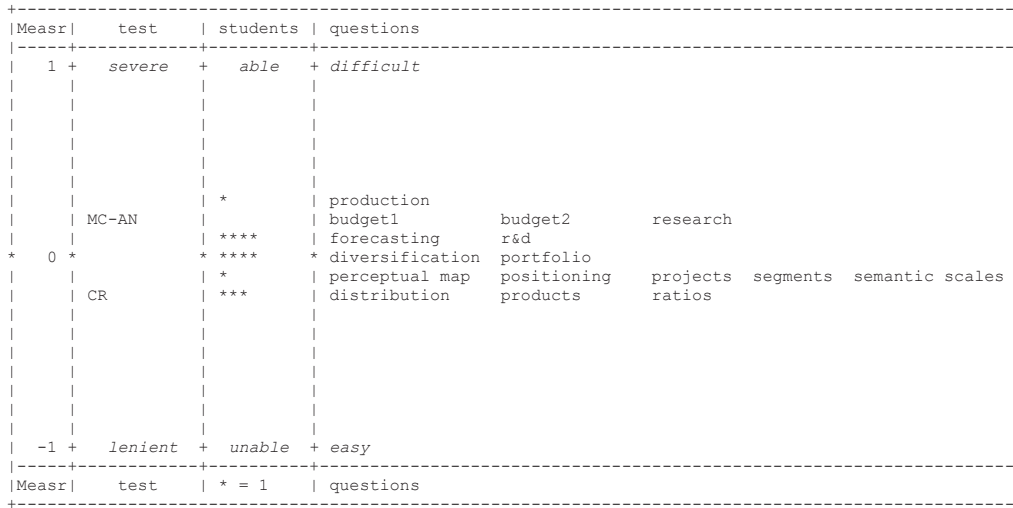 +----------------------------------------------------------------------------------------------------+
|Measr|    test    | students | questions
|-----+------------+----------+----------------------------------------------------------------------
|   1 +   severe   +   able   + difficult
|     |            |          |
|     |            |          |
|     |            |          |
|     |            |          |
|     |            |          |
|     |            |          |
|     |            | *        | production
|     | MC-AN      |          | budget1         budget2        research
|     |            | ****     | forecasting     r&d
*   0 *            * ****     * diversification portfolio
|     |            | *        | perceptual map  positioning    projects  segments  semantic scales
|     | CR         | ***      | distribution    products       ratios
|     |            |          |
|     |            |          |
|     |            |          |
|     |            |          |
|     |            |          |
|     |            |          |
|     |            |          |
|  -1 +   lenient  +  unable  + easy
|-----+------------+----------+----------------------------------------------------------------------
|Measr|    test    | * = 1    | questions
+----------------------------------------------------------------------------------------------------+